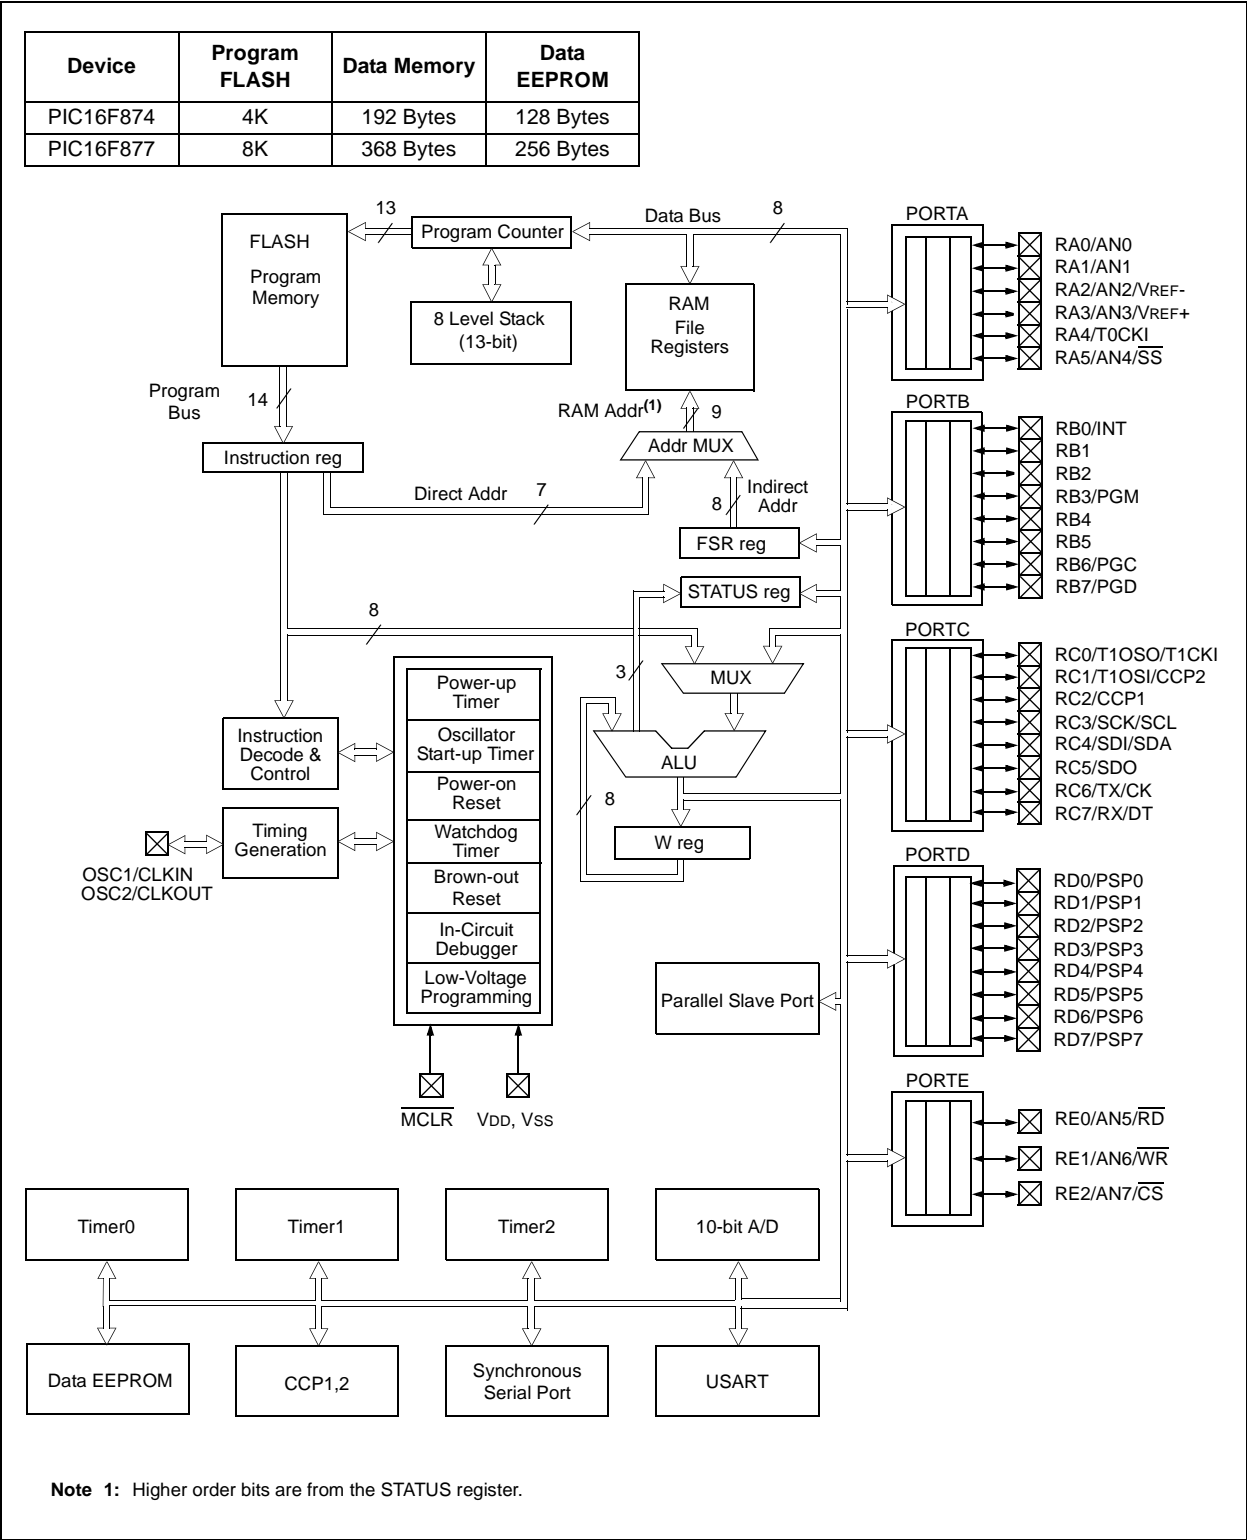 Device
Program
FLASH
Data Memory
Data
EEPROM
PIC16F874
4K
192 Bytes
128 Bytes
PIC16F877
8K
368 Bytes
256 Bytes
FLASH
Program
Memory
13
Program Counter
8 Level Stack
(13-bit)
Data Bus
8
RAM
File
Registers
Program
Bus
14
RAM Addr(1)
9
Addr MUX
Instruction reg
Direct Addr
7
8
Indirect
Addr
FSR reg
STATUS reg
8
3
MUX
ALU
8
W reg
Power-up
Timer
Oscillator
Start-up Timer
Power-on
Reset
Watchdog
Timer
Brown-out
Reset
In-Circuit
Debugger
Low-Voltage
Programming
Instruction
Decode &
Control
Timing
Generation
OSC1/CLKIN
OSC2/CLKOUT
MCLR
VDD, VSS
Parallel Slave Port
PORTA
RA0/AN0
RA1/AN1
RA2/AN2/VREF-
RA3/AN3/VREF+
RA4/T0CKI
RA5/AN4/SS
PORTB
RB0/INT
RB1
RB2
RB3/PGM
RB4
RB5
RB6/PGC
RB7/PGD
PORTC
RC0/T1OSO/T1CKI
RC1/T1OSI/CCP2
RC2/CCP1
RC3/SCK/SCL
RC4/SDI/SDA
RC5/SDO
RC6/TX/CK
RC7/RX/DT
PORTD
RD0/PSP0
RD1/PSP1
RD2/PSP2
RD3/PSP3
RD4/PSP4
RD5/PSP5
RD6/PSP6
RD7/PSP7
PORTE
RE0/AN5/RD
RE1/AN6/WR
RE2/AN7/CS
Timer0
Timer1
Timer2
10-bit A/D
Data EEPROM
CCP1,2
Synchronous
Serial Port
USART
Note 1: Higher order bits are from the STATUS register.